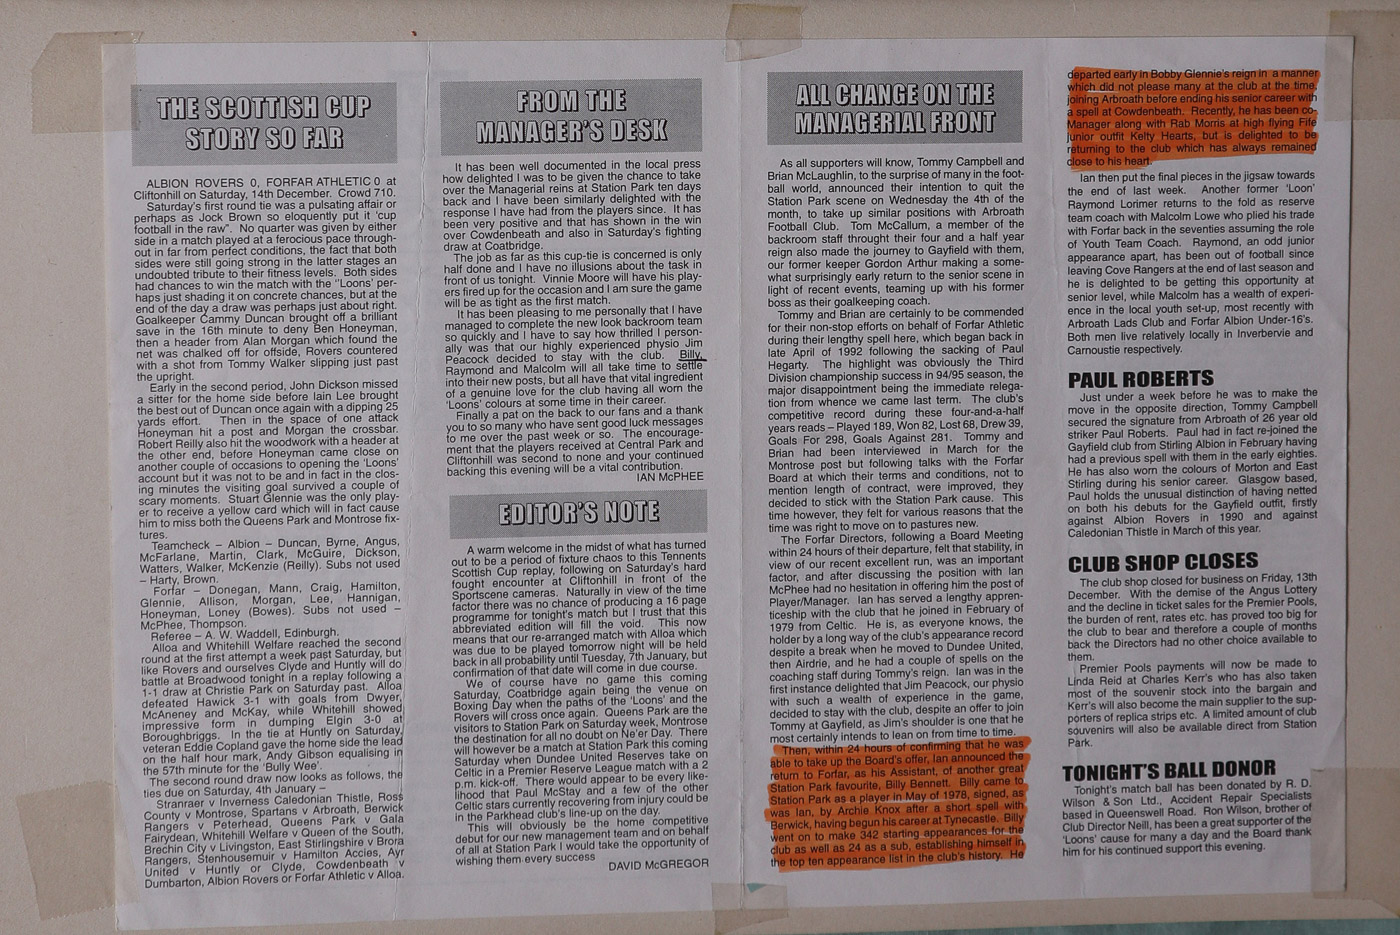 THE SCOTTISH CUP
STORY SO FAR
ALBION ROVERS 0, FORFAR ATHLETIC 0 at
Cliftonhill on Saturday, 14th December. Crowd 710.
Saturday's first round tie was a pulsating affair or
perhaps as Jock Brown so eloquently put it 'cup
football in the raw". No quarter was given by either
side in a match played at a ferocious pace through-
out in far from perfect conditions, the fact that both
sides were still going strong in the latter stages an
undoubted tribute to their fitness levels. Both sides
had chances to win the match with the "Loons' per-
haps just shading it on concrete chances, but at the
end of the day a draw was perhaps just about right.
Goalkeeper Cammy Duncan brought off a brilliant
save in the 16th minute to deny Ben Honeyman,
then a header from Alan Morgan which found the
net was chalked off for offside, Rovers countered
with a shot from Tommy Walker slipping just past
the upright.
Early in the second period, John Dickson missed
a sitter for the home side before Iain Lee brought
the best out of Duncan once again with a dipping 25
yards effort. Then in the space of one attack
Honeyman hit a post and Morgan the crossbar.
Robert Reilly also hit the woodwork with a header at
the other end, before Honeyman came close on
another couple of occasions to opening the 'Loons'
account but it was not to be and in fact in the clos-
ing minutes the visiting goal survived a couple of
scary moments. Stuart Glennie was the only play-
er to receive a yellow card which will in fact cause
him to miss both the Queens Park and Montrose fix-
tures.
Teamcheck – Albion – Duncan, Byrne, Angus,
McFarlane, Martin, Clark, McGuire, Dickson,
Watters, Walker, McKenzie (Reilly). Subs not used
– Harty, Brown.
Forfar – Donegan, Mann, Craig, Hamilton,
Glennie, Allison, Morgan, Lee, Hannigan,
Honeyman, Loney (Bowes). Subs not used –
McPhee, Thompson.
Referee – A. W. Waddell, Edinburgh.
Alloa and Whitehill Welfare reached the second
round at the first attempt a week past Saturday, but
like Rovers and ourselves Clyde and Huntly will do
battle at Broadwood tonight in a replay following a
1-1 draw at Christie Park on Saturday past. Alloa
defeated Hawick 3-1 with goals from Dwyer,
McAneney and McKay, while Whitehill showed
impressive form in dumping Elgin 3-0 at
Boroughbriggs. In the tie at Huntly on Saturday,
veteran Eddie Copland gave the home side the lead
on the half hour mark, Andy Gibson equalising in
the 57th minute for the 'Bully Wee'.
The second round draw now looks as follows, the
ties due on Saturday, 4th January –
Stranraer v Inverness Caledonian Thistle, Ross
County v Montrose, Spartans v Arbroath, Berwick
Rangers v Peterhead, Queens Park v Gala
Fairydean, Whitehill Welfare v Queen of the South,
Brechin City v Livingston, East Stirlingshire v Brora
Rangers, Stenhousemuir v Hamilton Accies, Ayr
United v Huntly or Clyde, Cowdenbeath v
Dumbarton, Albion Rovers or Forfar Athletic v Alloa.
FROM THE
MANAGER'S DESK
It has been well documented in the local press
how delighted I was to be given the chance to take
over the Managerial reins at Station Park ten days
back and I have been similarly delighted with the
response I have had from the players since. It has
been very positive and that has shown in the win
over Cowdenbeath and also in Saturday's fighting
draw at Coatbridge.
The job as far as this cup-tie is concerned is only
half done and I have no illusions about the task in
front of us tonight. Vinnie Moore will have his play-
ers fired up for the occasion and I am sure the game
will be as tight as the first match.
It has been pleasing to me personally that I have
managed to complete the new look backroom team
so quickly and I have to say how thrilled I person-
ally was that our highly experienced physio Jim
Peacock decided to stay with the club. Billy,
Raymond and Malcolm will all take time to settle
into their new posts, but all have that vital ingredient
of a genuine love for the club having all worn the
'Loons' colours at some time in their career.
Finally a pat on the back to our fans and a thank
you to so many who have sent good luck messages
to me over the past week or so. The encourage-
ment that the players received at Central Park and
Cliftonhill was second to none and your continued
backing this evening will be a vital contribution.
IAN McPHEE
EDITOR'S NOTE
A warm welcome in the midst of what has turned
out to be a period of fixture chaos to this Tennents
Scottish Cup replay, following on Saturday's hard
fought encounter at Cliftonhill in front of the
Sportscene cameras. Naturally in view of the time
factor there was no chance of producing a 16 page
programme for tonight's match but I trust that this
abbreviated edition will fill the void. This now
means that our re-arranged match with Alloa which
was due to be played tomorrow night will be held
back in all probability until Tuesday, 7th January, but
confirmation of that date will come in due course.
We of course have no game this coming
Saturday, Coatbridge again being the venue on
Boxing Day when the paths of the 'Loons' and the
Rovers will cross once again. Queens Park are the
visitors to Station Park on Saturday week, Montrose
the destination for all no doubt on Ne'er Day. There
will however be a match at Station Park this coming
Saturday when Dundee United Reserves take on
Celtic in a Premier Reserve League match with a 2
p.m. kick-off. There would appear to be every like-
lihood that Paul McStay and a few of the other
Celtic stars currently recovering from injury could be
in the Parkhead club's line-up on the day.
This will obviously be the home competitive
debut for our new management team and on behalf
of all at Station Park I would take the opportunity of
wishing them every success
DAVID McGREGOR
ALL CHANGE ON THE
MANAGERIAL FRONT
As all supporters will know, Tommy Campbell and
Brian McLaughlin, to the surprise of many in the foot-
ball world, announced their intention to quit the
Station Park scene on Wednesday the 4th of the
month, to take up similar positions with Arbroath
Football Club. Tom McCallum, a member of the
backroom staff throught their four and a half year
reign also made the journey to Gayfield with them,
our former keeper Gordon Arthur making a some-
what surprisingly early return to the senior scene in
light of recent events, teaming up with his former
boss as their goalkeeping coach.
Tommy and Brian are certainly to be commended
for their non-stop efforts on behalf of Forfar Athletic
during their lengthy spell here, which began back in
late April of 1992 following the sacking of Paul
Hegarty. The highlight was obviously the Third
Division championship success in 94/95 season, the
major disappointment being the immediate relega-
tion from whence we came last term. The club's
competitive record during these four-and-a-half
years reads – Played 189, Won 82, Lost 68, Drew 39,
Goals For 298, Goals Against 281. Tommy and
Brian had been interviewed in March for the
Montrose post but following talks with the Forfar
Board at which their terms and conditions, not to
mention length of contract, were improved, they
decided to stick with the Station Park cause. This
time however, they felt for various reasons that the
time was right to move on to pastures new.
The Forfar Directors, following a Board Meeting
within 24 hours of their departure, felt that stability, in
view of our recent excellent run, was an important
factor, and after discussing the position with Ian
McPhee had no hesitation in offering him the post of
Player/Manager. Ian has served a lengthy appren-
ticeship with the club that he joined in February of
1979 from Celtic. He is, as everyone knows, the
holder by a long way of the club's appearance record
despite a break when he moved to Dundee United,
then Airdrie, and he had a couple of spells on the
coaching staff during Tommy's reign. Ian was in the
first instance delighted that Jim Peacock, our physio
with such a wealth of experience in the game,
decided to stay with the club, despite an offer to join
Tommy at Gayfield, as Jim's shoulder is one that he
most certainly intends to lean on from time to time.
Then, within 24 hours of confirming that he was
able to take up the Board's offer, Ian announced the
return to Forfar, as his Assistant, of another great
Station Park favourite, Billy Bennett. Billy came to
Station Park as a player in May of 1978, signed, as
was Ian, by Archie Knox after a short spell with
Berwick, having begun his career at Tynecastle. Billy
went on to make 342 starting appearances for the
club as well as 24 as a sub, establishing himself in
the top ten appearance list in the club's history. He
departed early in Bobby Glennie's reign in a manner
which did not please many at the club at the time,
joining Arbroath before ending his senior career with
a spell at Cowdenbeath. Recently, he has been co-
Manager along with Rab Morris at high flying Fife
junior outfit Kelty Hearts, but is delighted to be
returning to the club which has always remained
close to his heart.
Ian then put the final pieces in the jigsaw towards
the end of last week. Another former 'Loon'
Raymond Lorimer returns to the fold as reserve
team coach with Malcolm Lowe who plied his trade
with Forfar back in the seventies assuming the role
of Youth Team Coach. Raymond, an odd junior
appearance apart, has been out of football since
leaving Cove Rangers at the end of last season and
he is delighted to be getting this opportunity at
senior level, while Malcolm has a wealth of experi-
ence in the local youth set-up, most recently with
Arbroath Lads Club and Forfar Albion Under-16's.
Both men live relatively locally in Inverbervie and
Carnoustie respectively.
PAUL ROBERTS
Just under a week before he was to make the
move in the opposite direction, Tommy Campbell
secured the signature from Arbroath of 26 year old
striker Paul Roberts. Paul had in fact re-joined the
Gayfield club from Stirling Albion in February having
had a previous spell with them in the early eighties.
He has also worn the colours of Morton and East
Stirling during his senior career. Glasgow based,
Paul holds the unusual distinction of having netted
on both his debuts for the Gayfield outfit, firstly
against Albion Rovers in 1990 and against
Caledonian Thistle in March of this year.
CLUB SHOP CLOSES
The club shop closed for business on Friday, 13th
December. With the demise of the Angus Lottery
and the decline in ticket sales for the Premier Pools,
the burden of rent, rates etc. has proved too big for
the club to bear and therefore a couple of months
back the Directors had no other choice available to
them.
Premier Pools payments will now be made to
Linda Reid at Charles Kerr's who has also taken
most of the souvenir stock into the bargain and
Kerr's will also become the main supplier to the sup-
porters of replica strips etc. A limited amount of club
souvenirs will also be available direct from Station
Park.
TONIGHT'S BALL DONOR
Tonight's match ball has been donated by R. D.
Wilson & Son Ltd., Accident Repair Specialists
based in Queenswell Road. Ron Wilson, brother of
Club Director Neill, has been a great supporter of the
'Loons' cause for many a day and the Board thank
him for his continued support this evening.